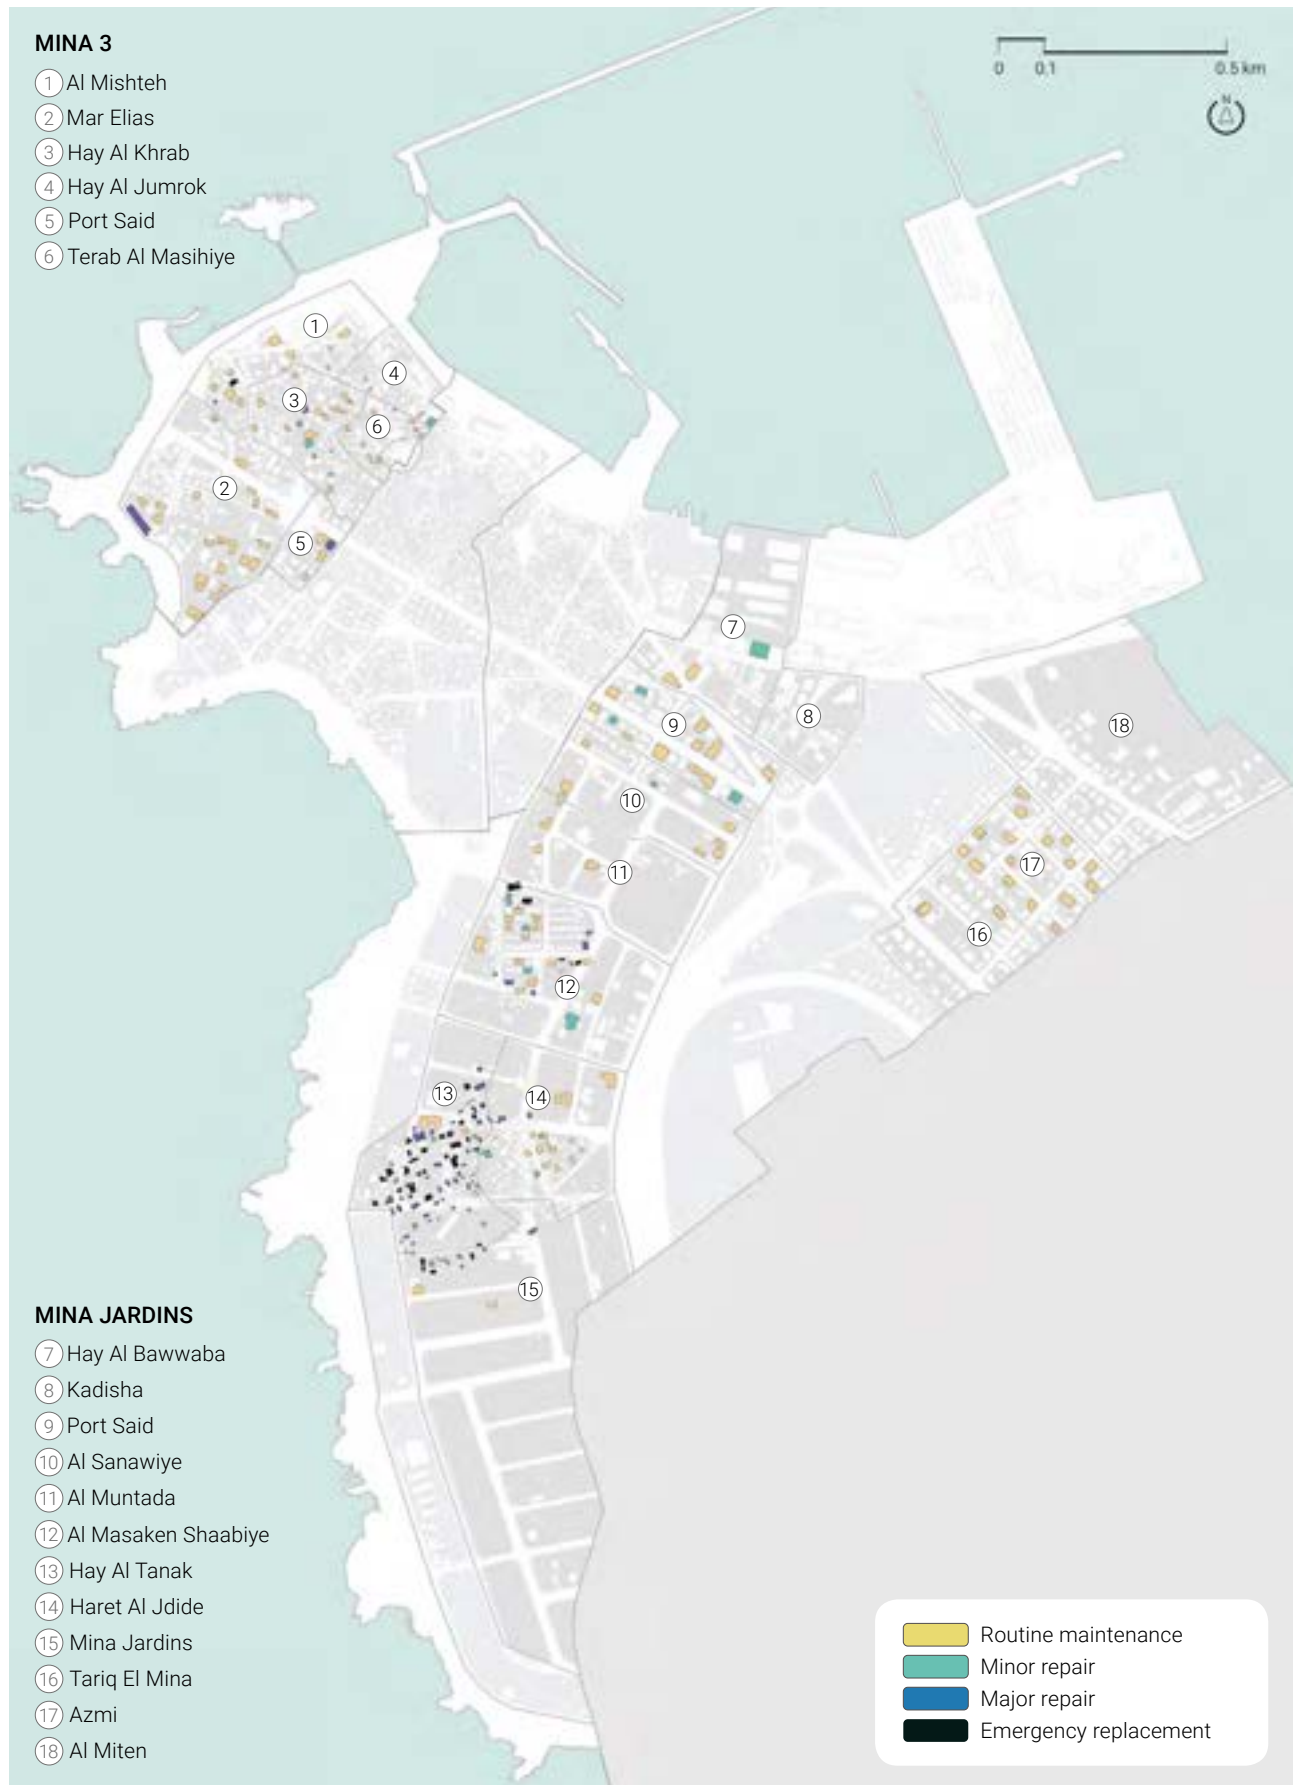 MINA 3
1 Al Mishteh
2 Mar Elias
3 Hay Al Khrab
4 Hay Al Jumrok
5 Port Said
6 Terab Al Masihiye
0 0.1 0.5 km
N
1
4
3
6
2
5
7
8
9
18
10
17
11
16
12
13
14
15
MINA JARDINS
7 Hay Al Bawwaba
8 Kadisha
9 Port Said
10 Al Sanawiye
11 Al Muntada
12 Al Masaken Shaabiye
13 Hay Al Tanak
14 Haret Al Jdide
15 Mina Jardins
16 Tariq El Mina
17 Azmi
18 Al Miten
Routine maintenance
Minor repair
Major repair
Emergency replacement